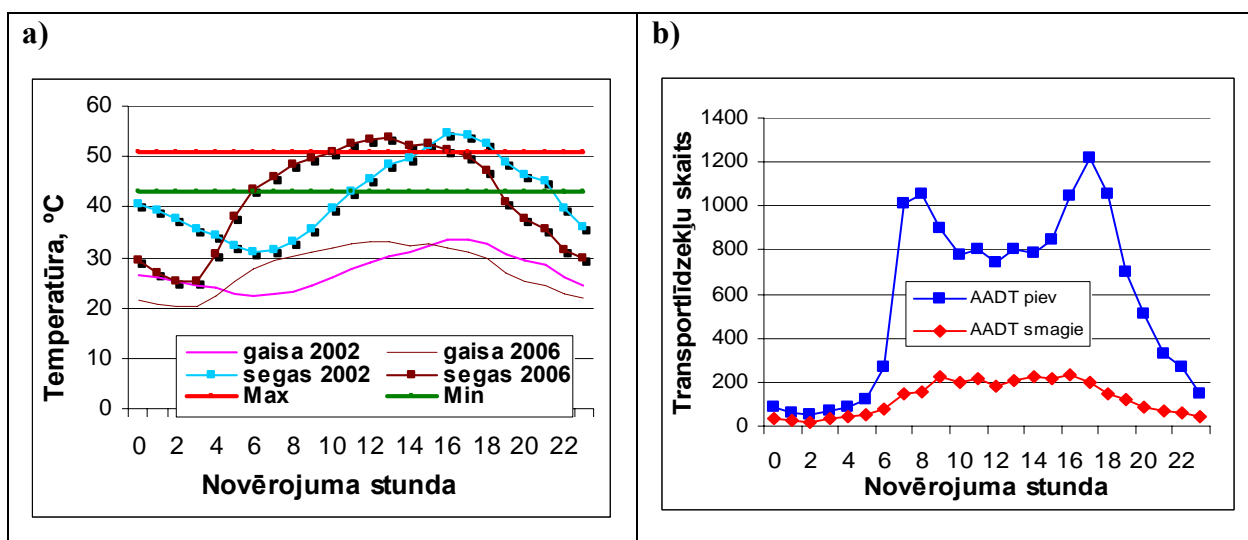 a)
Temperatūra, ºC
60
50
40
30
20
10
0
gaisa 2002
gaisa 2006
segas 2002
segas 2006
Max
Min
0 2 4 6 8 10 12 14 16 18 20 22
Novērojuma stunda
b)
Transportlīdzekļu skaits
1400
1200
1000
800
600
400
200
0
AADT piev
AADT smagie
0 2 4 6 8 10 12 14 16 18 20 22
Novērojuma stunda